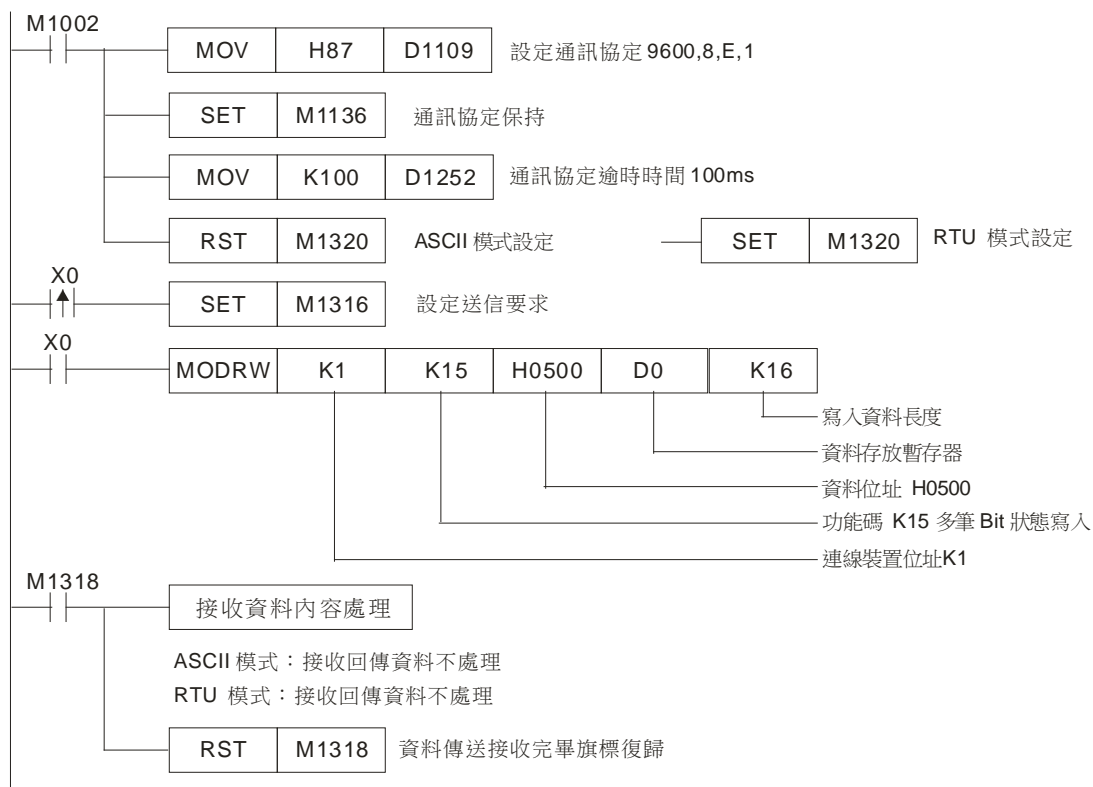 M1002
MOV H87 D1109 設定通訊協定 9600,8,E,1
SET M1136 通訊協定保持
MOV K100 D1252 通訊協定逾時時間 100ms
RST M1320 ASCII 模式設定 SET M1320 RTU 模式設定
X0
SET M1316 設定送信要求
X0
MODRW K1 K15 H0500 D0 K16
寫入資料長度
資料存放暫存器
資料位址 H0500
功能碼 K15 多筆 Bit 狀態寫入
連線裝置位址K1
M1318
接收資料內容處理
ASCII 模式：接收回傳資料不處理
RTU 模式：接收回傳資料不處理
RST M1318 資料傳送接收完畢旗標復歸